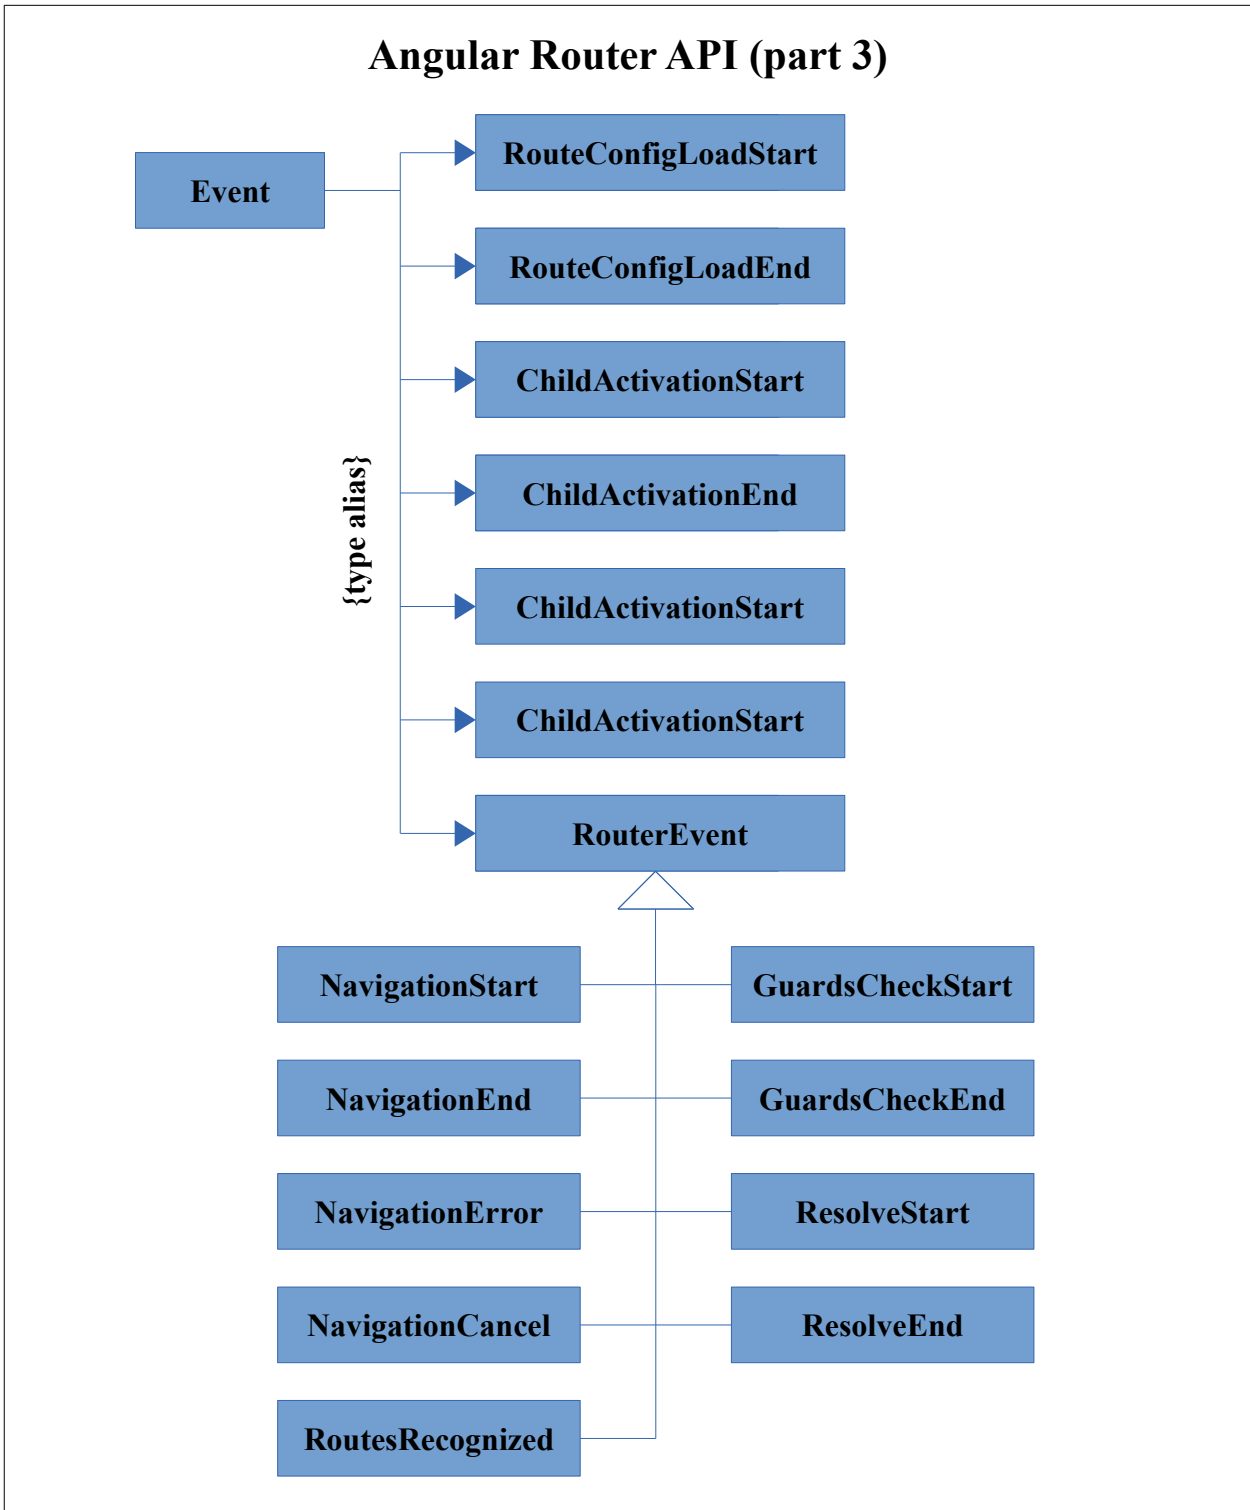 Angular Router API (part 3)
Event
RouteConfigLoadStart
RouteConfigLoadEnd
ChildActivationStart
{type alias}
ChildActivationEnd
ChildActivationStart
ChildActivationStart
RouterEvent
NavigationStart
GuardsCheckStart
NavigationEnd
GuardsCheckEnd
NavigationError
ResolveStart
NavigationCancel
ResolveEnd
RoutesRecognized